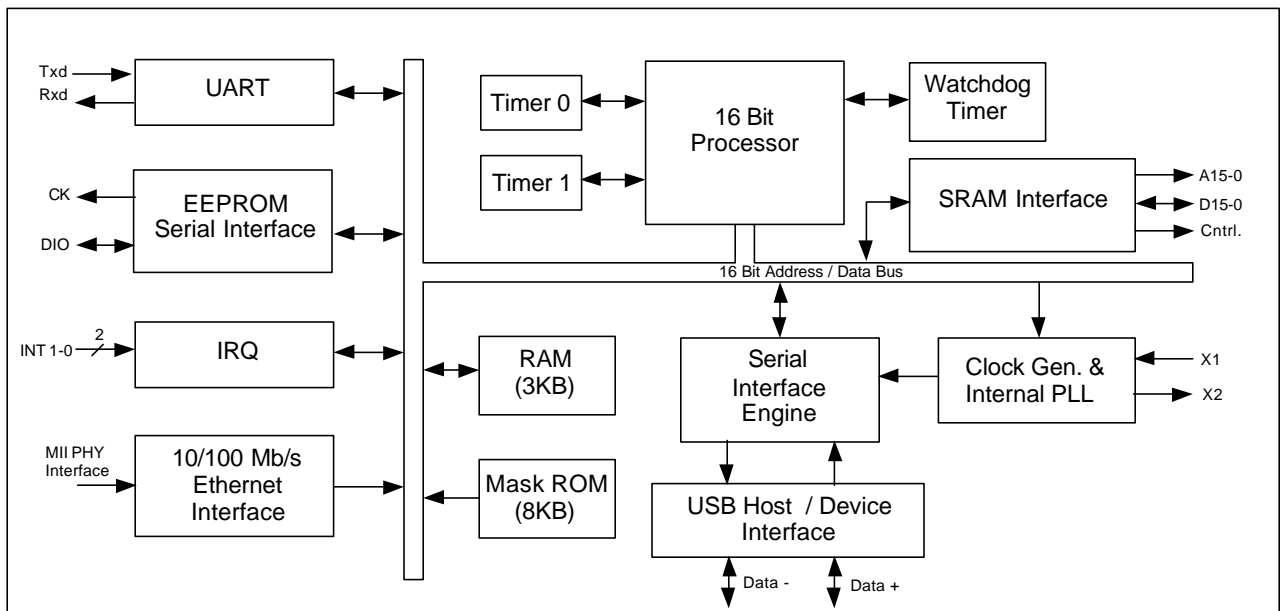 Txd
Rxd
UART
Timer 0
16 Bit
Processor
Watchdog
Timer
Timer 1
CK
DIO
EEPROM
Serial Interface
SRAM Interface
A15-0
D15-0
Cntrl.
16 Bit Address / Data Bus
INT 1-0
2
IRQ
RAM
(3KB)
Serial
Interface
Engine
Clock Gen. &
Internal PLL
X1
X2
MII PHY
Interface
10/100 Mb/s
Ethernet
Interface
Mask ROM
(8KB)
USB Host / Device
Interface
Data -
Data +